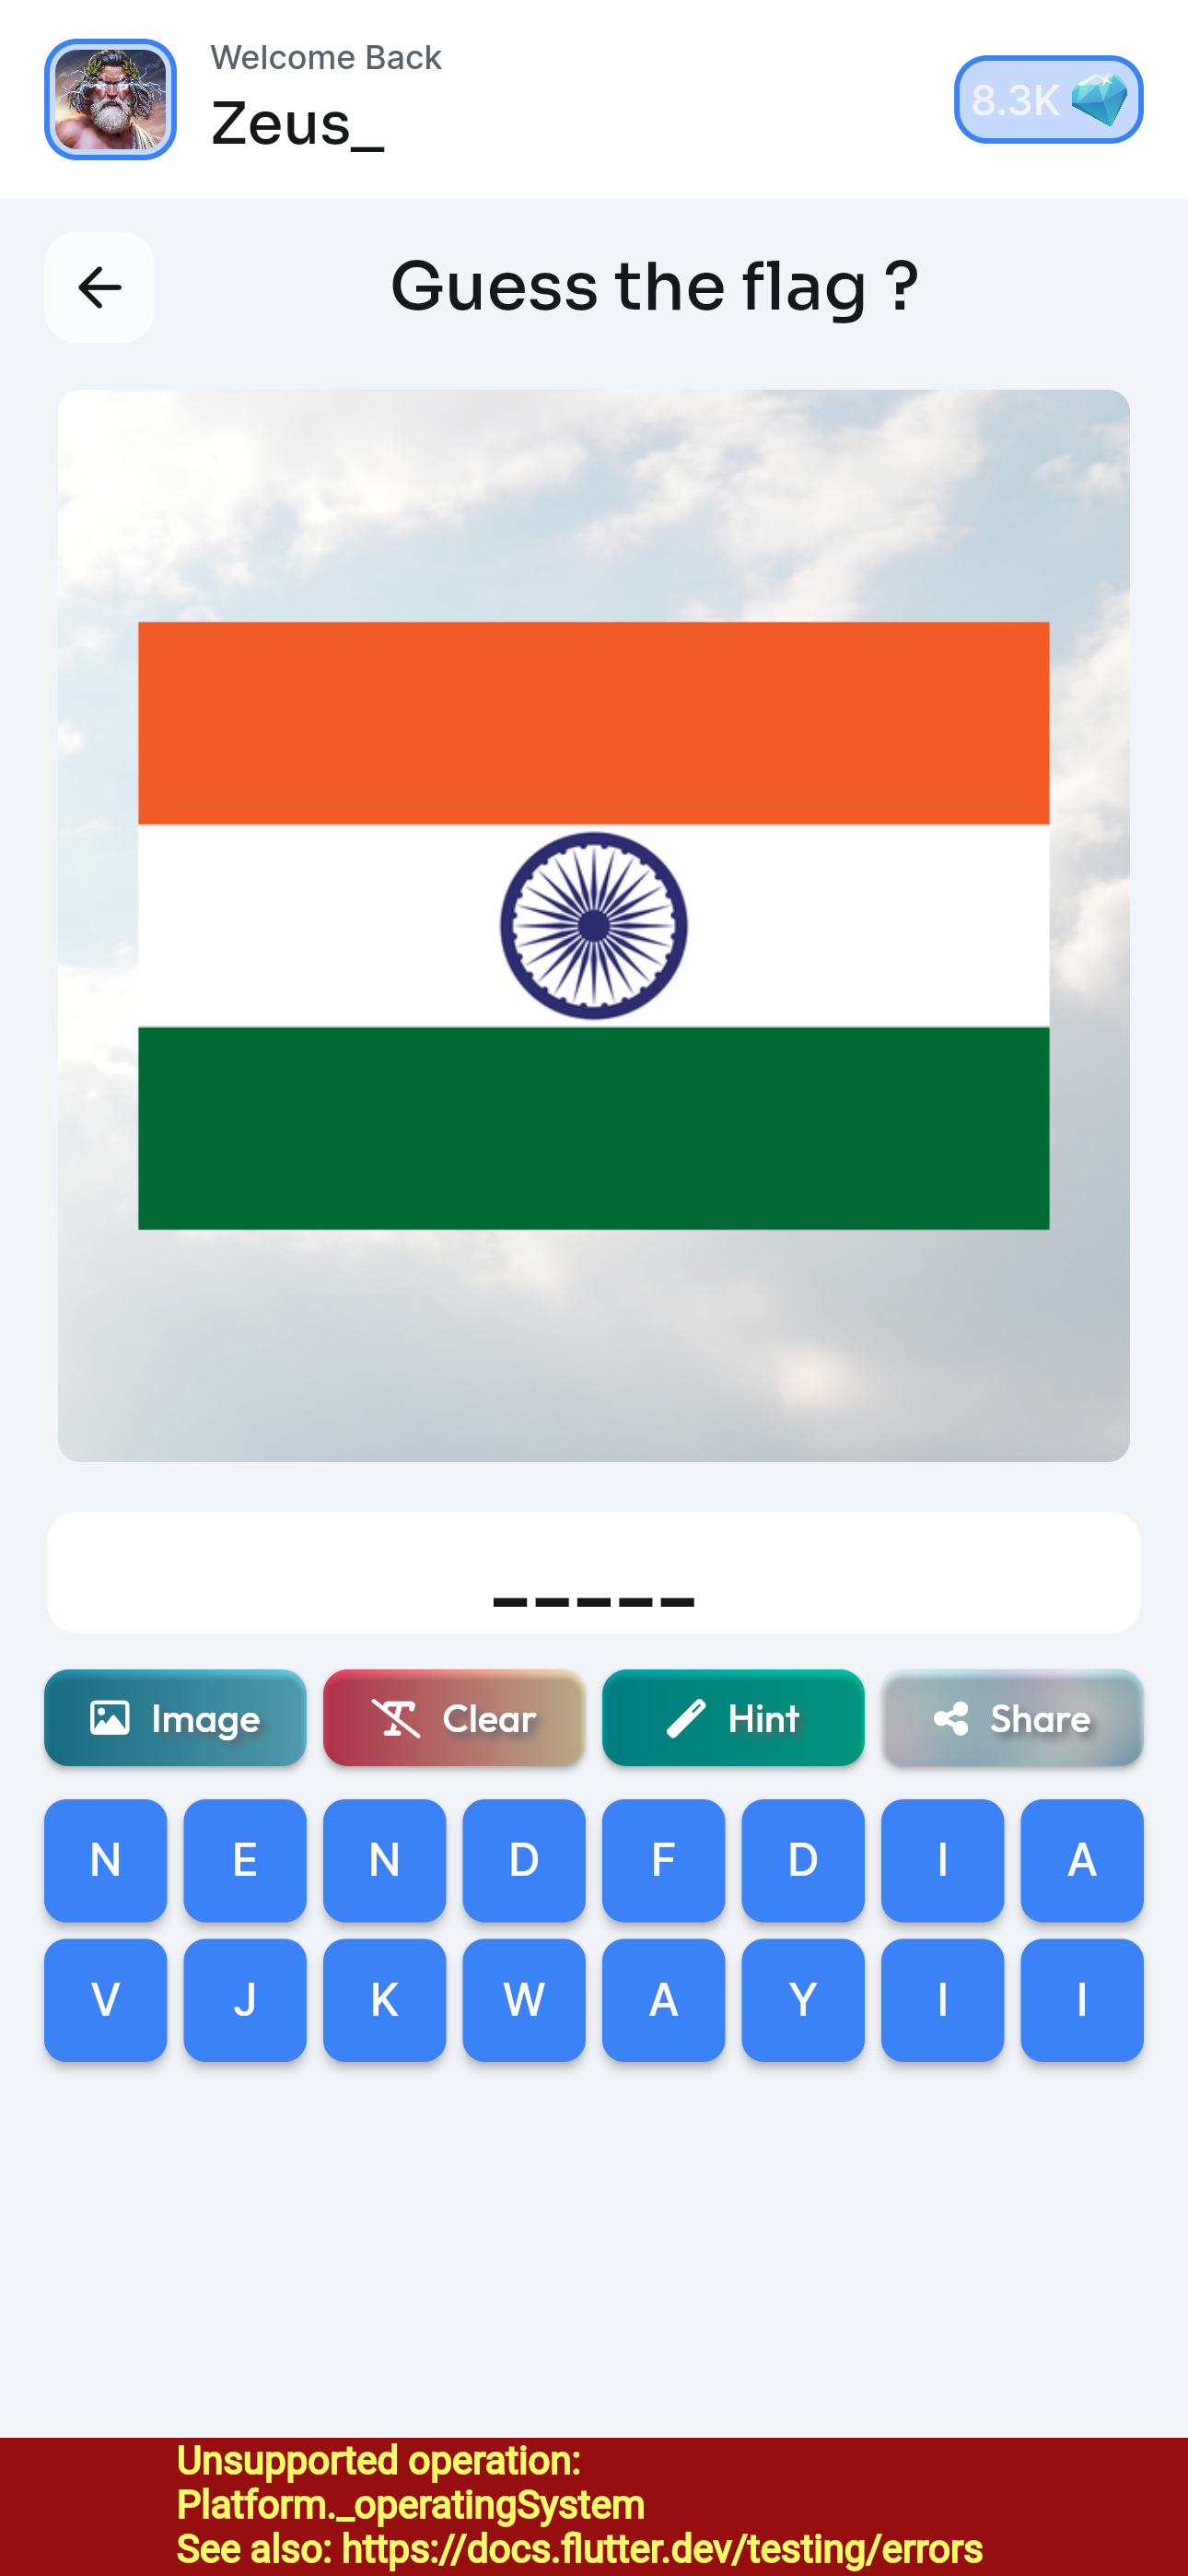 Welcome Back
Zeus_
8.3K
Guess the flag ?
_____
Image
Clear
Hint
Share
N E N D F D I A
V J K W A Y I I
Unsupported operation:
Platform._operatingSystem
See also: https://docs.flutter.dev/testing/errors